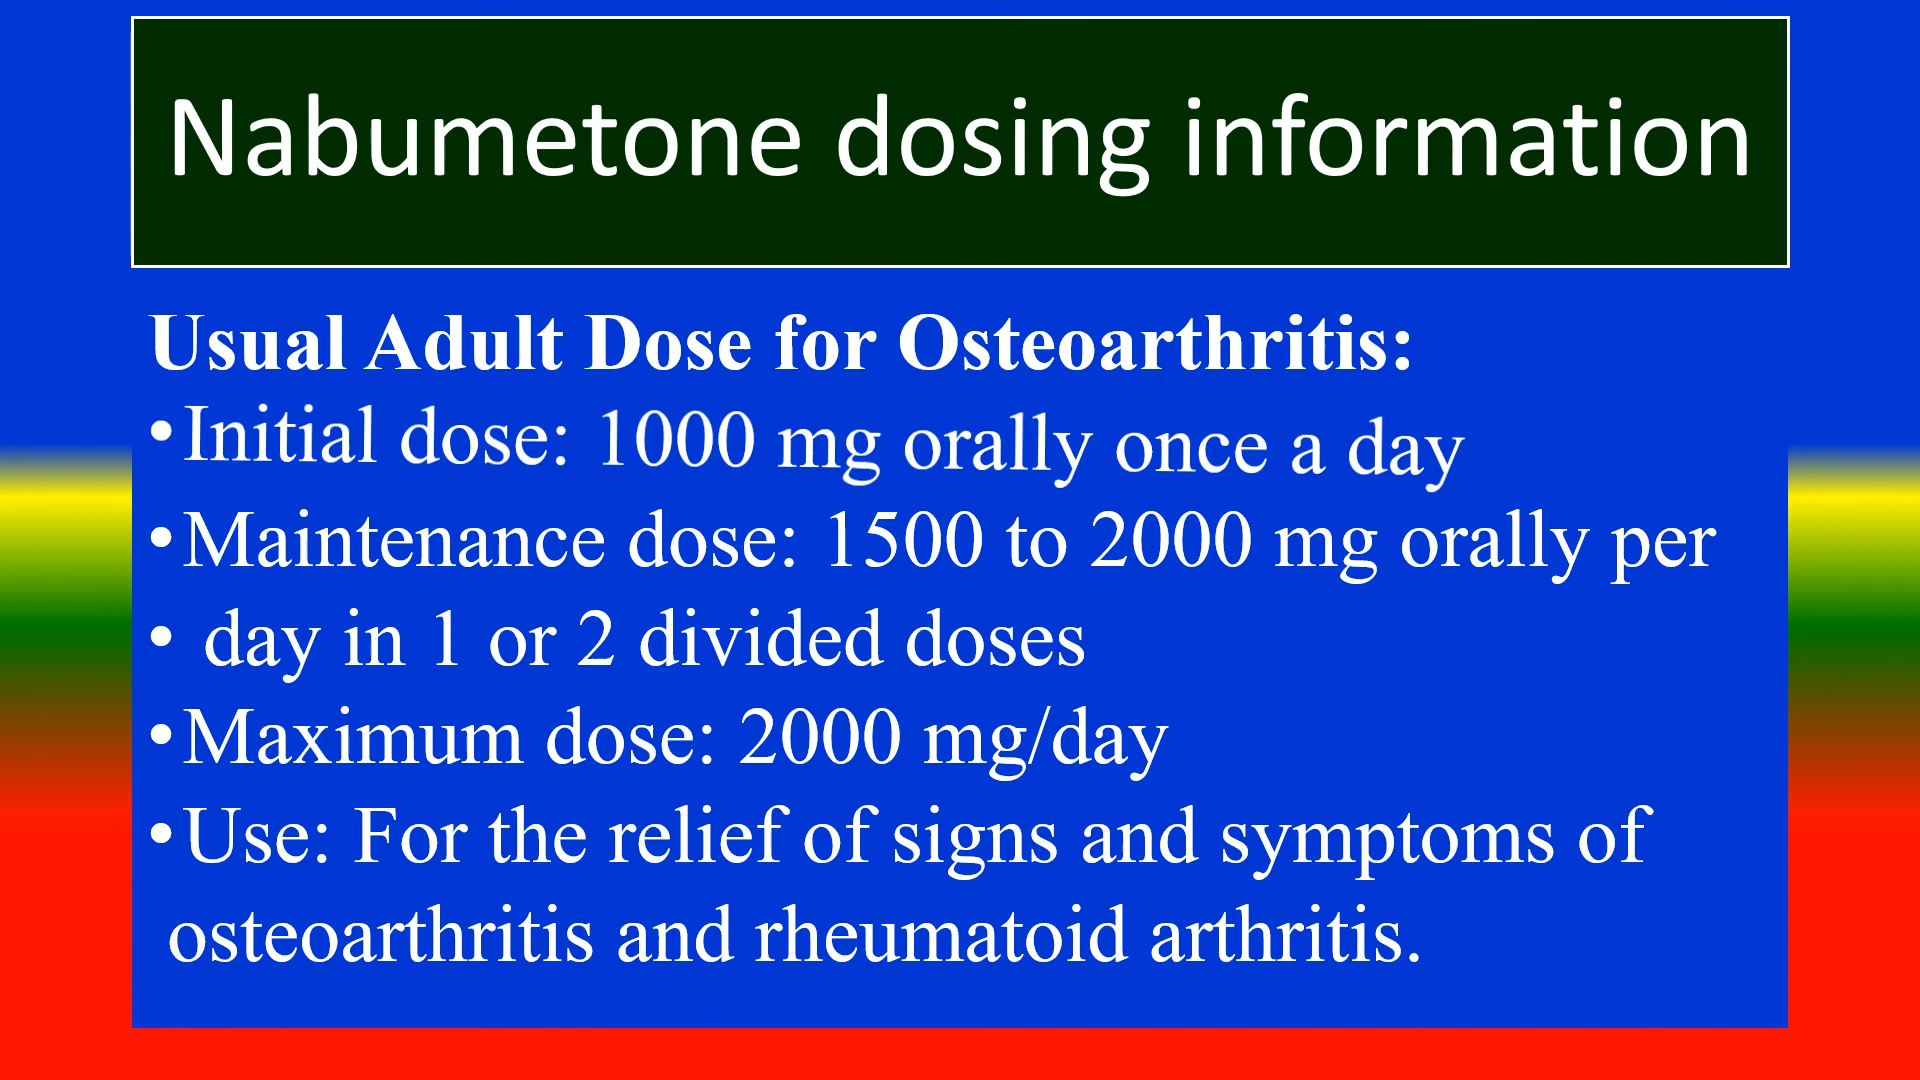 Nabumetone dosing information
Usual Adult Dose for Osteoarthritis:
•Initial dose: 1000 mg orally once a day
•Maintenance dose: 1500 to 2000 mg orally per
• day in 1 or 2 divided doses
•Maximum dose: 2000 mg/day
•Use: For the relief of signs and symptoms of
osteoarthritis and rheumatoid arthritis.